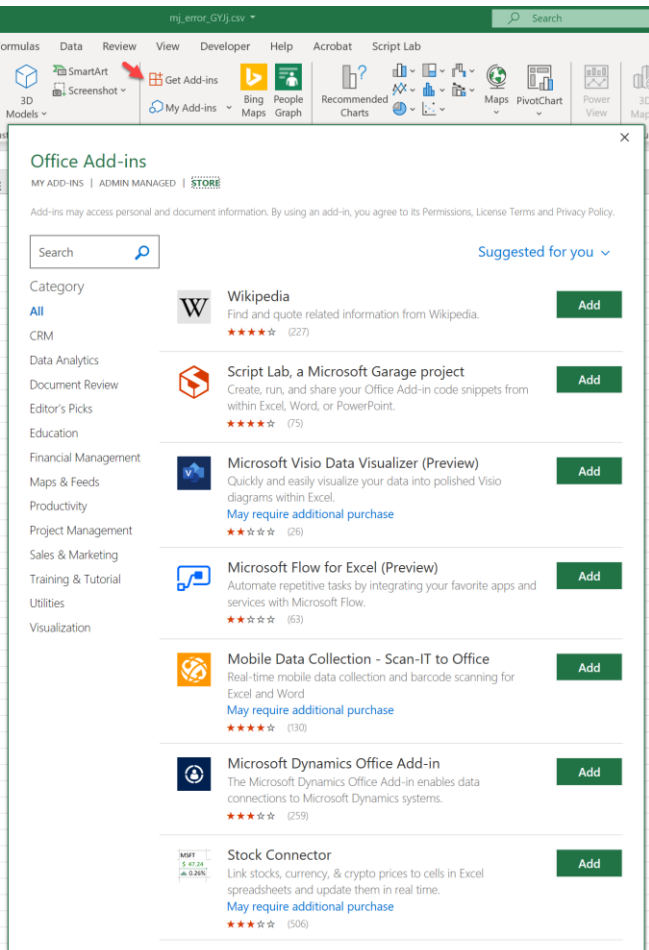 mj_error_GYJj.csv
Search
ormulas Data Review View Developer Help Acrobat Script Lab
SmartArt
Screenshot
3D
Models
Get Add-ins
My Add-ins
Bing
Maps
People
Graph
Recommended
Charts
Maps
PivotChart
Power
View
3D
Map
Office Add-ins
MY ADD-INS | ADMIN MANAGED | STORE
Add-ins may access personal and document information. By using an add-in, you agree to its Permissions, License Terms and Privacy Policy.
Search
Suggested for you
Category
All
CRM
Data Analytics
Document Review
Editor's Picks
Education
Financial Management
Maps & Feeds
Productivity
Project Management
Sales & Marketing
Training & Tutorial
Utilities
Visualization
W
Wikipedia
Find and quote related information from Wikipedia.
(227)
Add
Script Lab, a Microsoft Garage project
Create, run, and share your Office Add-in code snippets from
within Excel, Word, or PowerPoint.
(75)
Add
Microsoft Visio Data Visualizer (Preview)
Quickly and easily visualize your data into polished Visio
diagrams within Excel.
May require additional purchase
(26)
Add
Microsoft Flow for Excel (Preview)
Automate repetitive tasks by integrating your favorite apps and
services with Microsoft Flow.
(63)
Add
Mobile Data Collection - Scan-IT to Office
Real-time mobile data collection and barcode scanning for
Excel and Word
May require additional purchase
(130)
Add
Microsoft Dynamics Office Add-in
The Microsoft Dynamics Office Add-in enables data
connections to Microsoft Dynamics systems.
(259)
Add
MSFT
$ 47.24
0.26%
Stock Connector
Link stocks, currency, & crypto prices to cells in Excel
spreadsheets and update them in real time.
May require additional purchase
(506)
Add